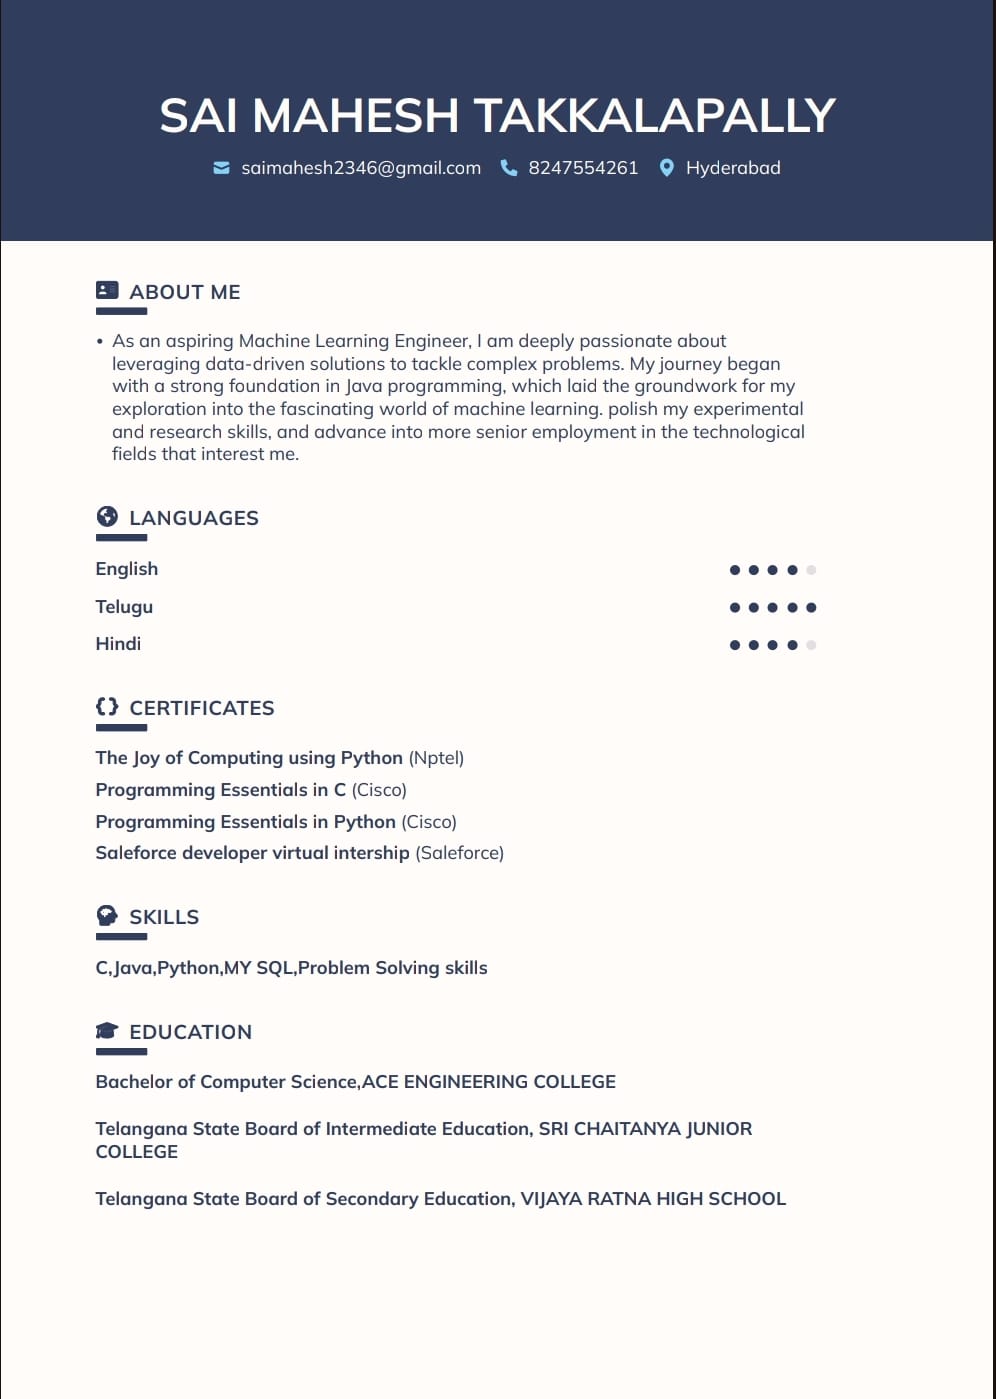 SAI MAHESH TAKKALAPALLY
saimahesh2346@gmail.com 8247554261 Hyderabad
ABOUT ME
• As an aspiring Machine Learning Engineer, I am deeply passionate about
leveraging data-driven solutions to tackle complex problems. My journey began
with a strong foundation in Java programming, which laid the groundwork for my
exploration into the fascinating world of machine learning. polish my experimental
and research skills, and advance into more senior employment in the technological
fields that interest me.
LANGUAGES
English
Telugu
Hindi
CERTIFICATES
The Joy of Computing using Python (Nptel)
Programming Essentials in C (Cisco)
Programming Essentials in Python (Cisco)
Saleforce developer virtual intership (Saleforce)
SKILLS
C,Java,Python,MY SQL,Problem Solving skills
EDUCATION
Bachelor of Computer Science,ACE ENGINEERING COLLEGE
Telangana State Board of Intermediate Education, SRI CHAITANYA JUNIOR
COLLEGE
Telangana State Board of Secondary Education, VIJAYA RATNA HIGH SCHOOL